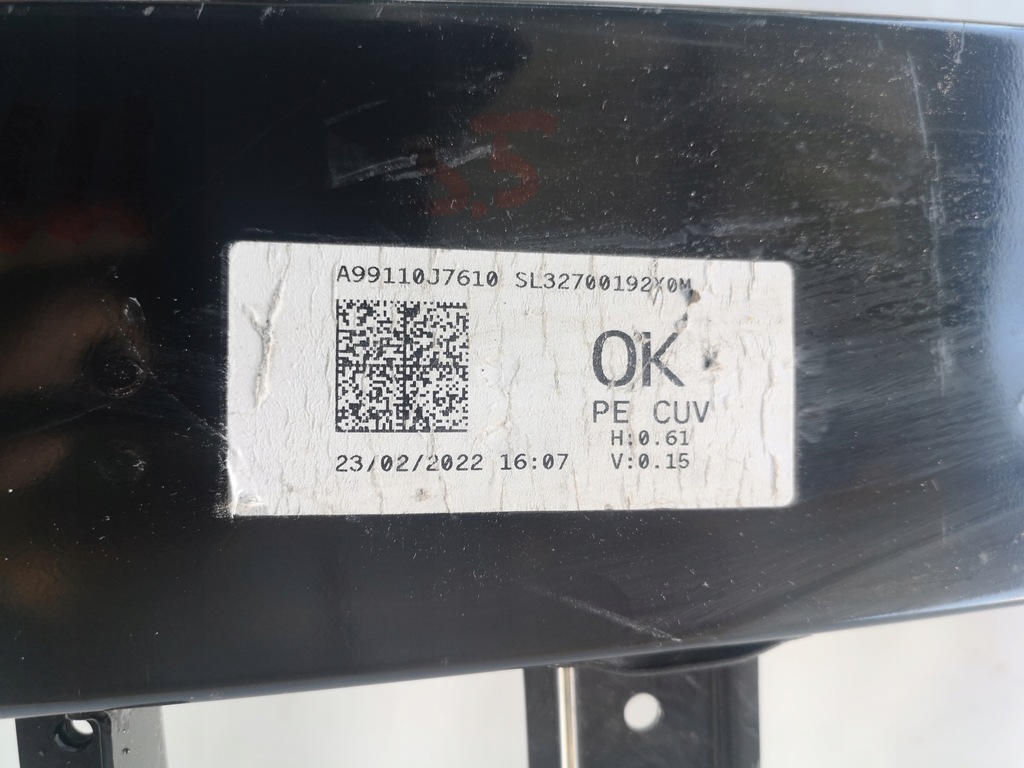 A99110J7610 SL32700192X0M
OK
PE CUV
H:0.61
23/02/2022 16:07
V:0.15